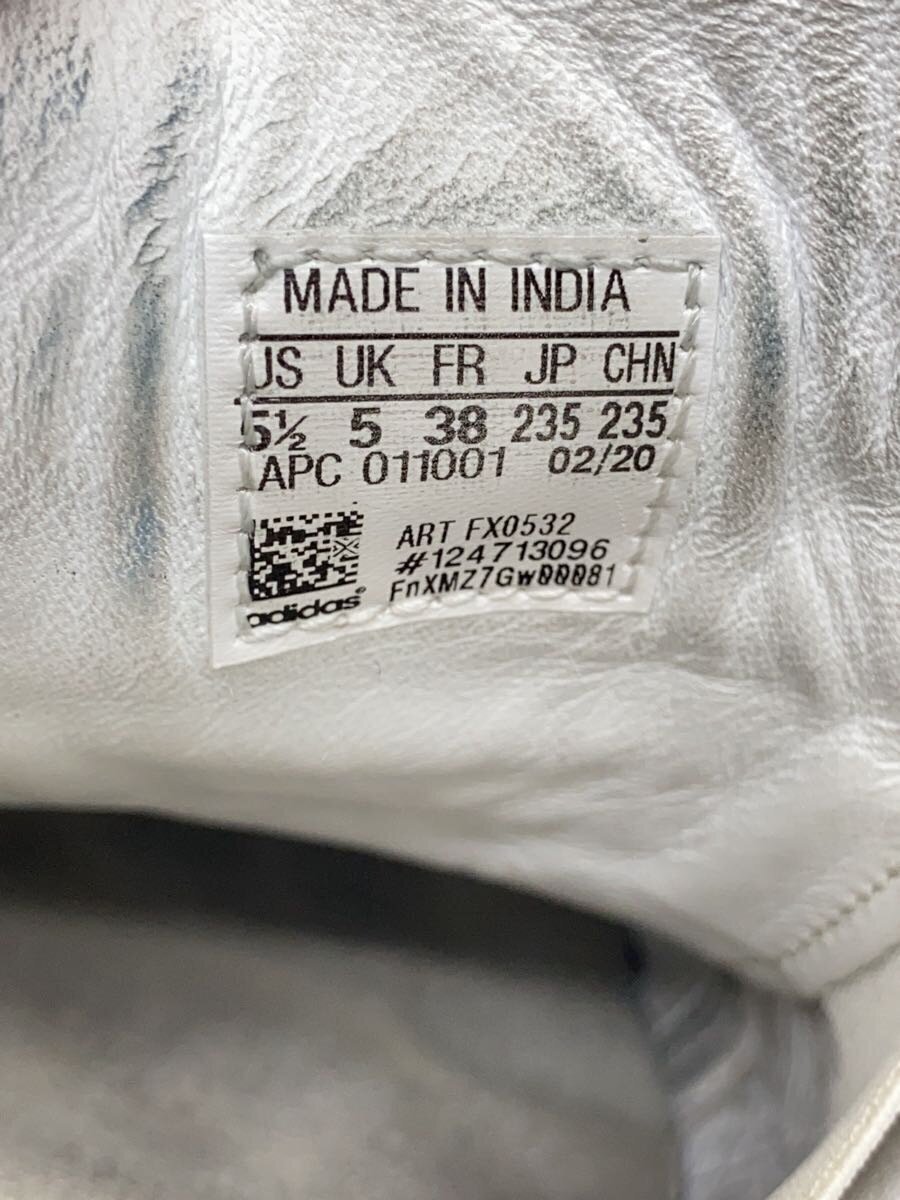 MADE IN INDIA
US UK FR JP CHN
5½ 5 38 235 235
APC 011001 02/20
ART FX0532
#124713096
FnXMZ7Gw00081
adidas®